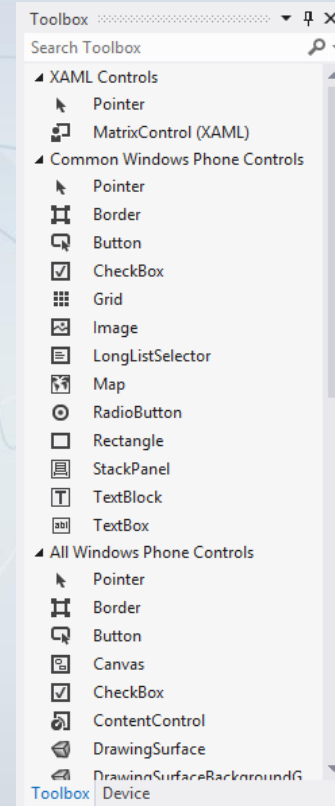 Toolbox
Search Toolbox
XAML Controls
Pointer
MatrixControl (XAML)
Common Windows Phone Controls
Pointer
Border
Button
CheckBox
Grid
Image
LongListSelector
Map
RadioButton
Rectangle
StackPanel
TextBlock
TextBox
All Windows Phone Controls
Pointer
Border
Button
Canvas
CheckBox
ContentControl
DrawingSurface
DrawingSurfaceBackgroundG
Toolbox Device